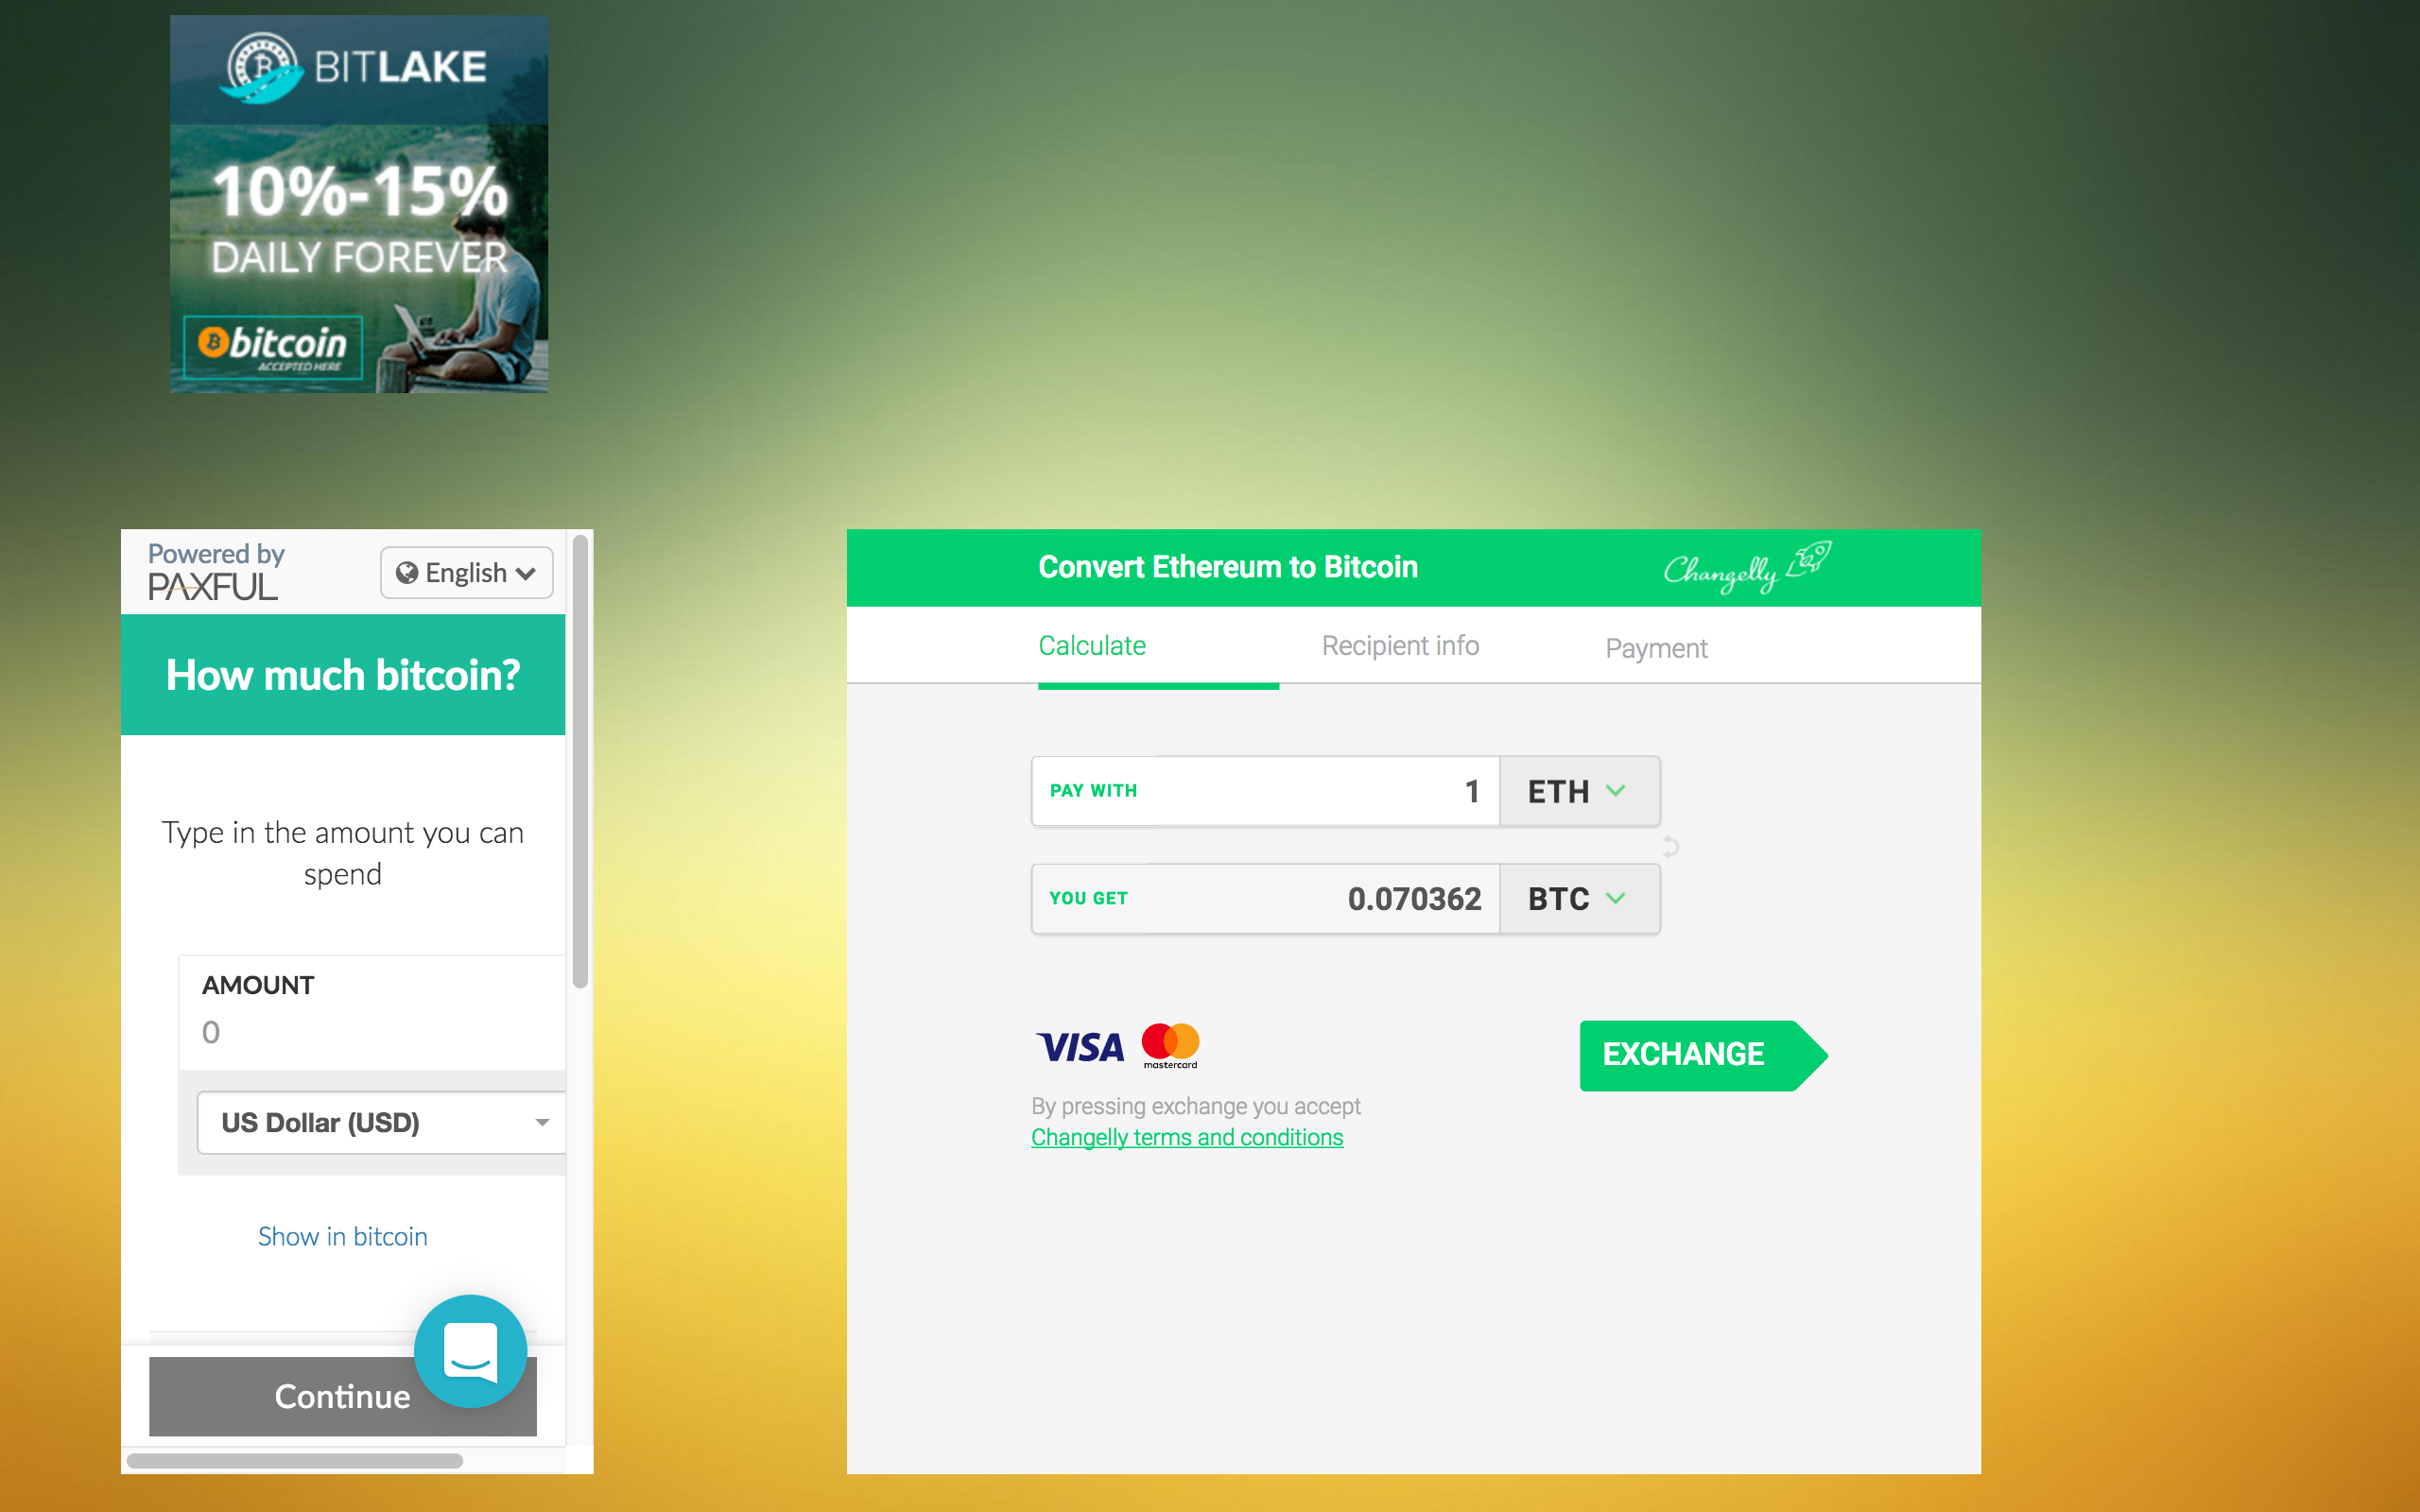 BITLAKE
10%-15%
DAILY FOREVER
bitcoin
ACCEPTED HERE
Powered by
PAXFUL
English
How much bitcoin?
Type in the amount you can
spend
AMOUNT
0
US Dollar (USD)
Show in bitcoin
Continue
Convert Ethereum to Bitcoin
Changelly
Calculate
Recipient info
Payment
PAY WITH 1 ETH
YOU GET 0.070362 BTC
VISA
mastercard
EXCHANGE
By pressing exchange you accept
Changelly terms and conditions